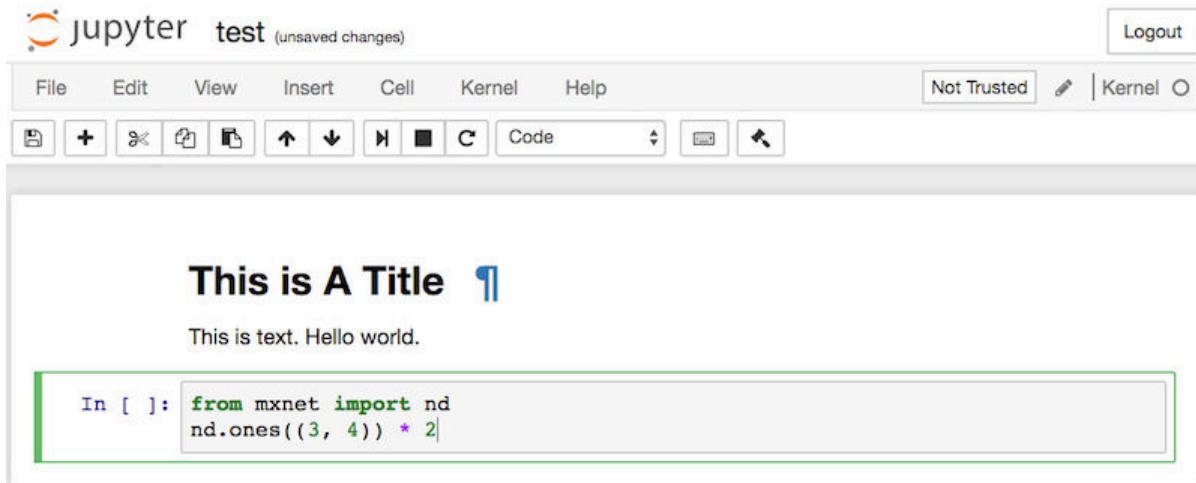 jupyter test (unsaved changes) Logout
File Edit View Insert Cell Kernel Help Not Trusted Kernel
Code
This is A Title ¶
This is text. Hello world.
In [ ]: from mxnet import nd
nd.ones((3, 4)) * 2